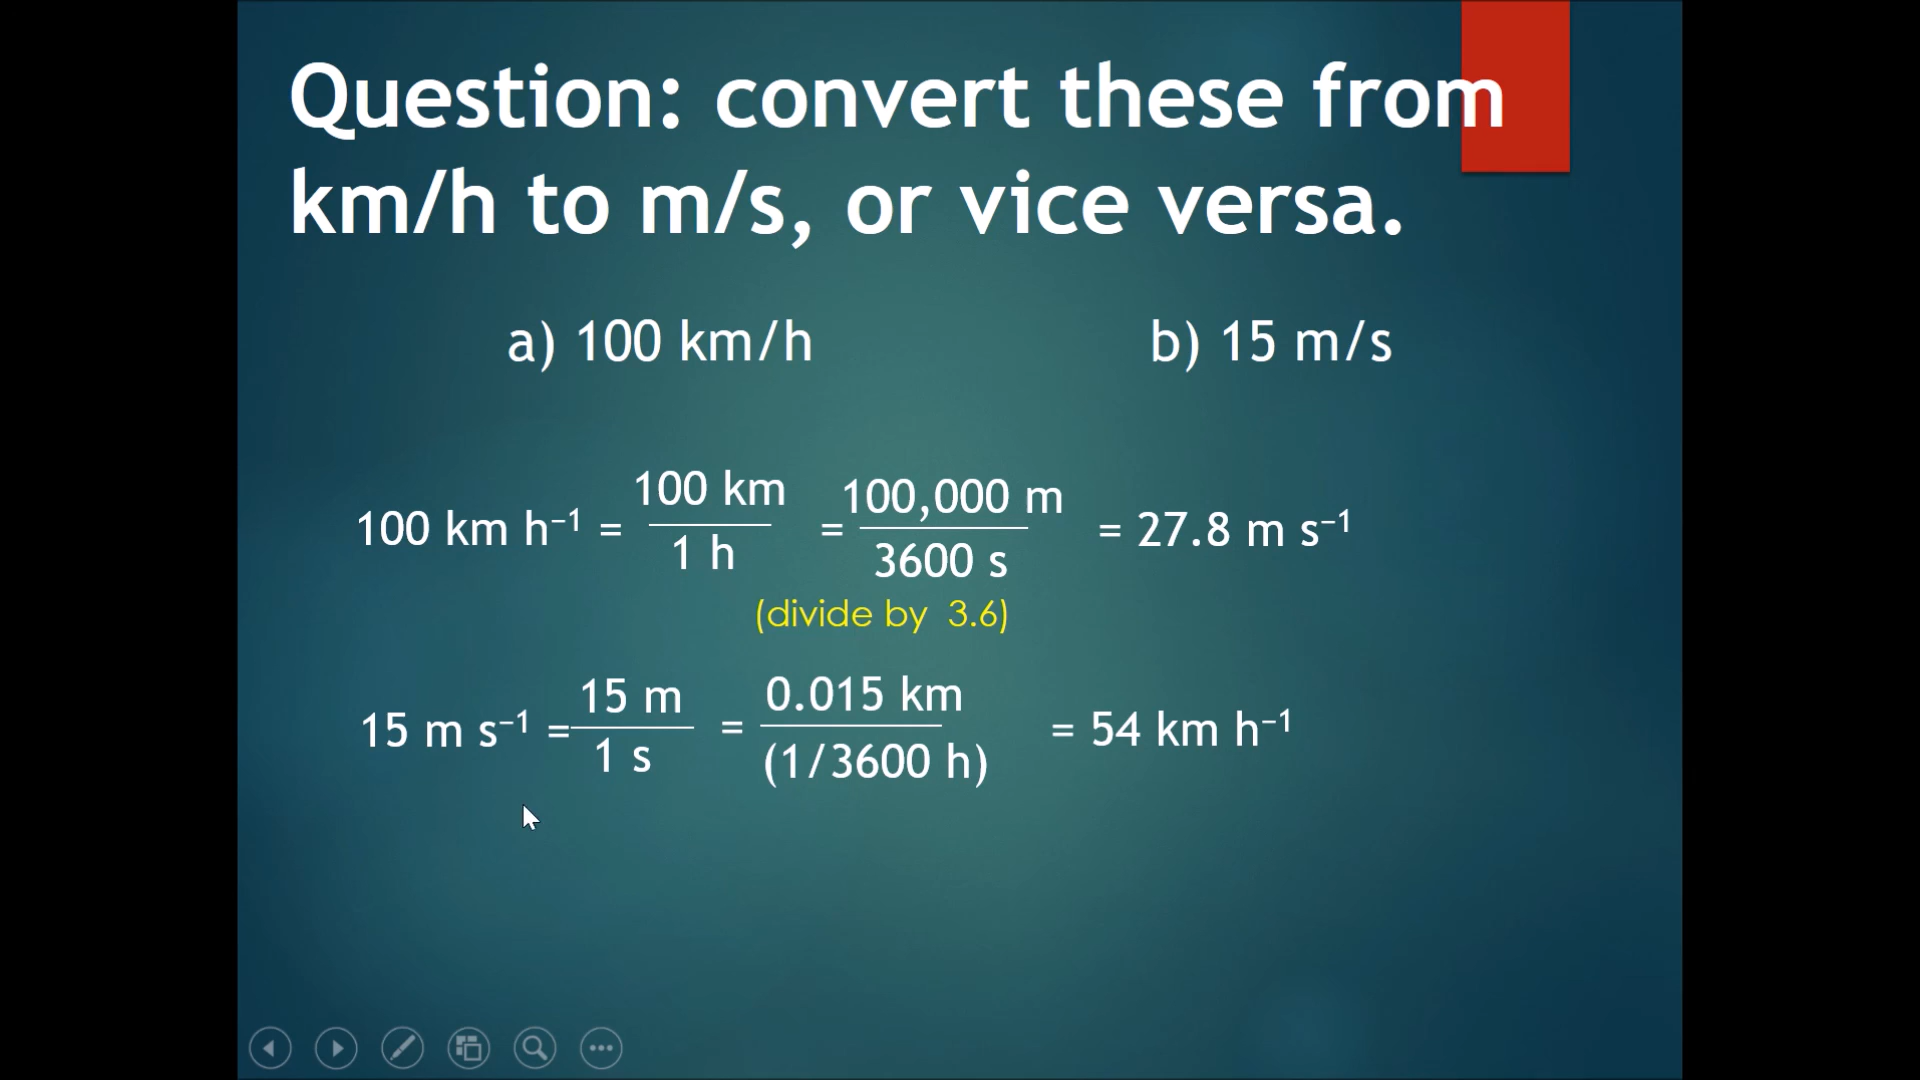 Question: convert these from
km/h to m/s, or vice versa.
a) 100 km/h
b) 15 m/s
100 km h⁻¹ = 100 km / 1 h = 100,000 m / 3600 s = 27.8 m s⁻¹
(divide by 3.6)
15 m s⁻¹ = 15 m / 1 s = 0.015 km / (1/3600 h) = 54 km h⁻¹